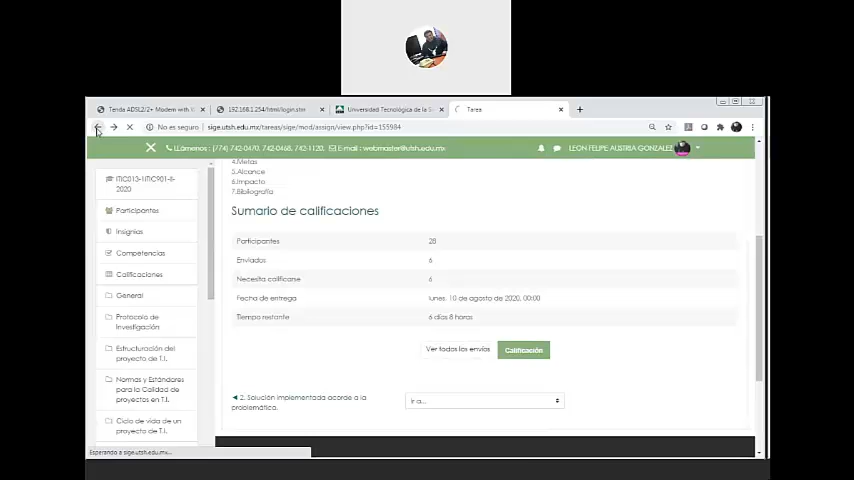 Tenda ADSL2/2+ Modem with
192.168.1.254/html/login.stm
Universidad Tecnológica de la
Tarea
No es seguro
sige.utsh.edu.mx/tareas/sige/mod/assign/view.php?id=155984
LLámenos : (774) 742-0470, 742-0468, 742-1120,
E-mail : webmaster@utsh.edu.mx
LEON FELIPE AUSTRIA GONZALEZ
ITIC013-1ITIC901-II-
2020
Participantes
Insignias
Competencias
Calificaciones
General
Protocolo de
Investigación
Estructuración del
proyecto de T.I.
Normas y Estándares
para la Calidad de
proyectos en T.I.
Ciclo de vida de un
proyecto de T.I.
4.Metas
5.Alcance
6.Impacto
7.Bibliografía
Sumario de calificaciones
Participantes 28
Enviados 6
Necesita calificarse 6
Fecha de entrega lunes, 10 de agosto de 2020, 00:00
Tiempo restante 6 días 8 horas
Ver todos los envíos
Calificación
◄ 2. Solución implementada acorde a la
problemática.
Ir a...
Esperando a sige.utsh.edu.mx...